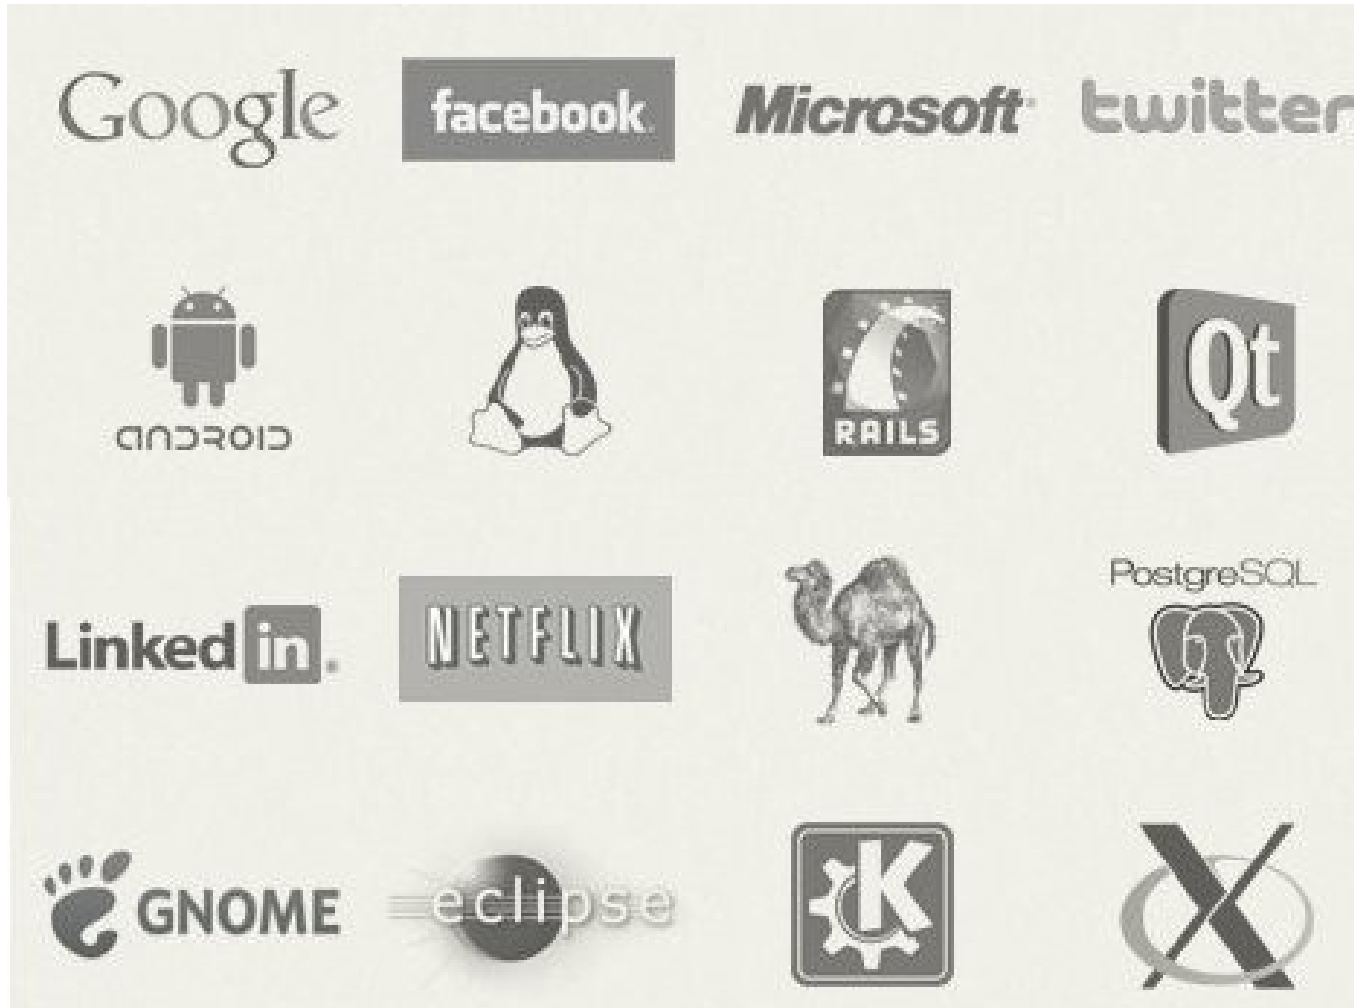 Google
facebook
Microsoft
twitter
ANDROID
RAILS
Qt
Linked in
NETFLIX
PostgreSQL
GNOME
eclipse
K
X